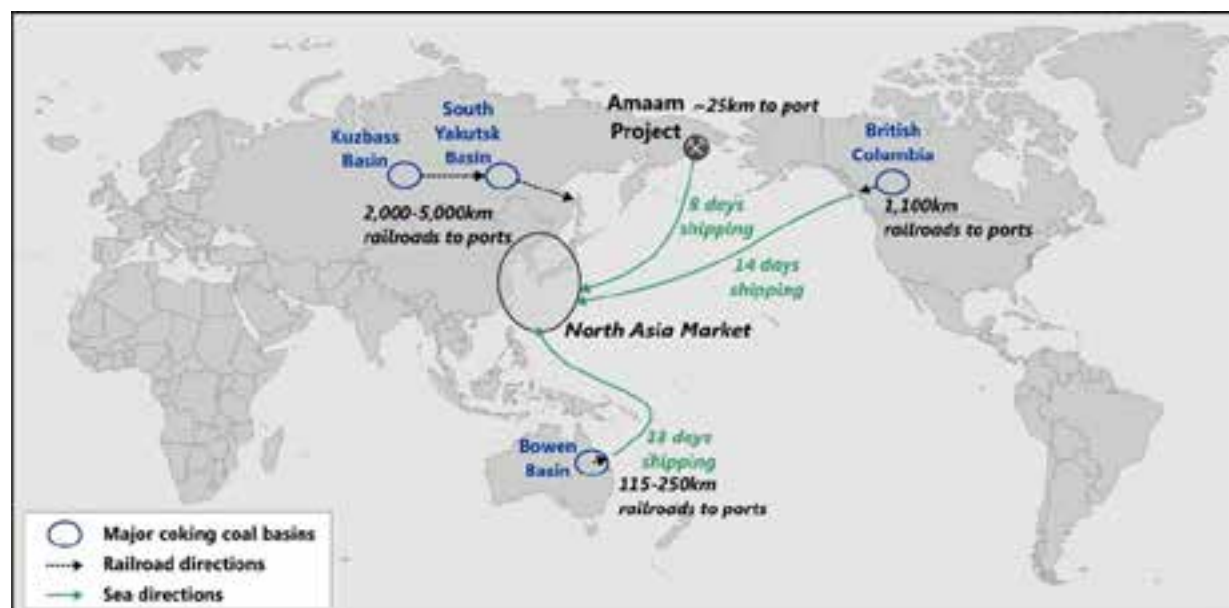 Amaam
Project
~25km to port
South
Yakutsk
Basin
Kuzbass
Basin
British
Columbia
2,000-5,000km
railroads to ports
1,100km
railroads to ports
days
shipping
14 days
shipping
North Asia Market
Bowen
Basin
days
shipping
115-250km
railroads to ports
Major coking coal basins
Railroad directions
Sea directions